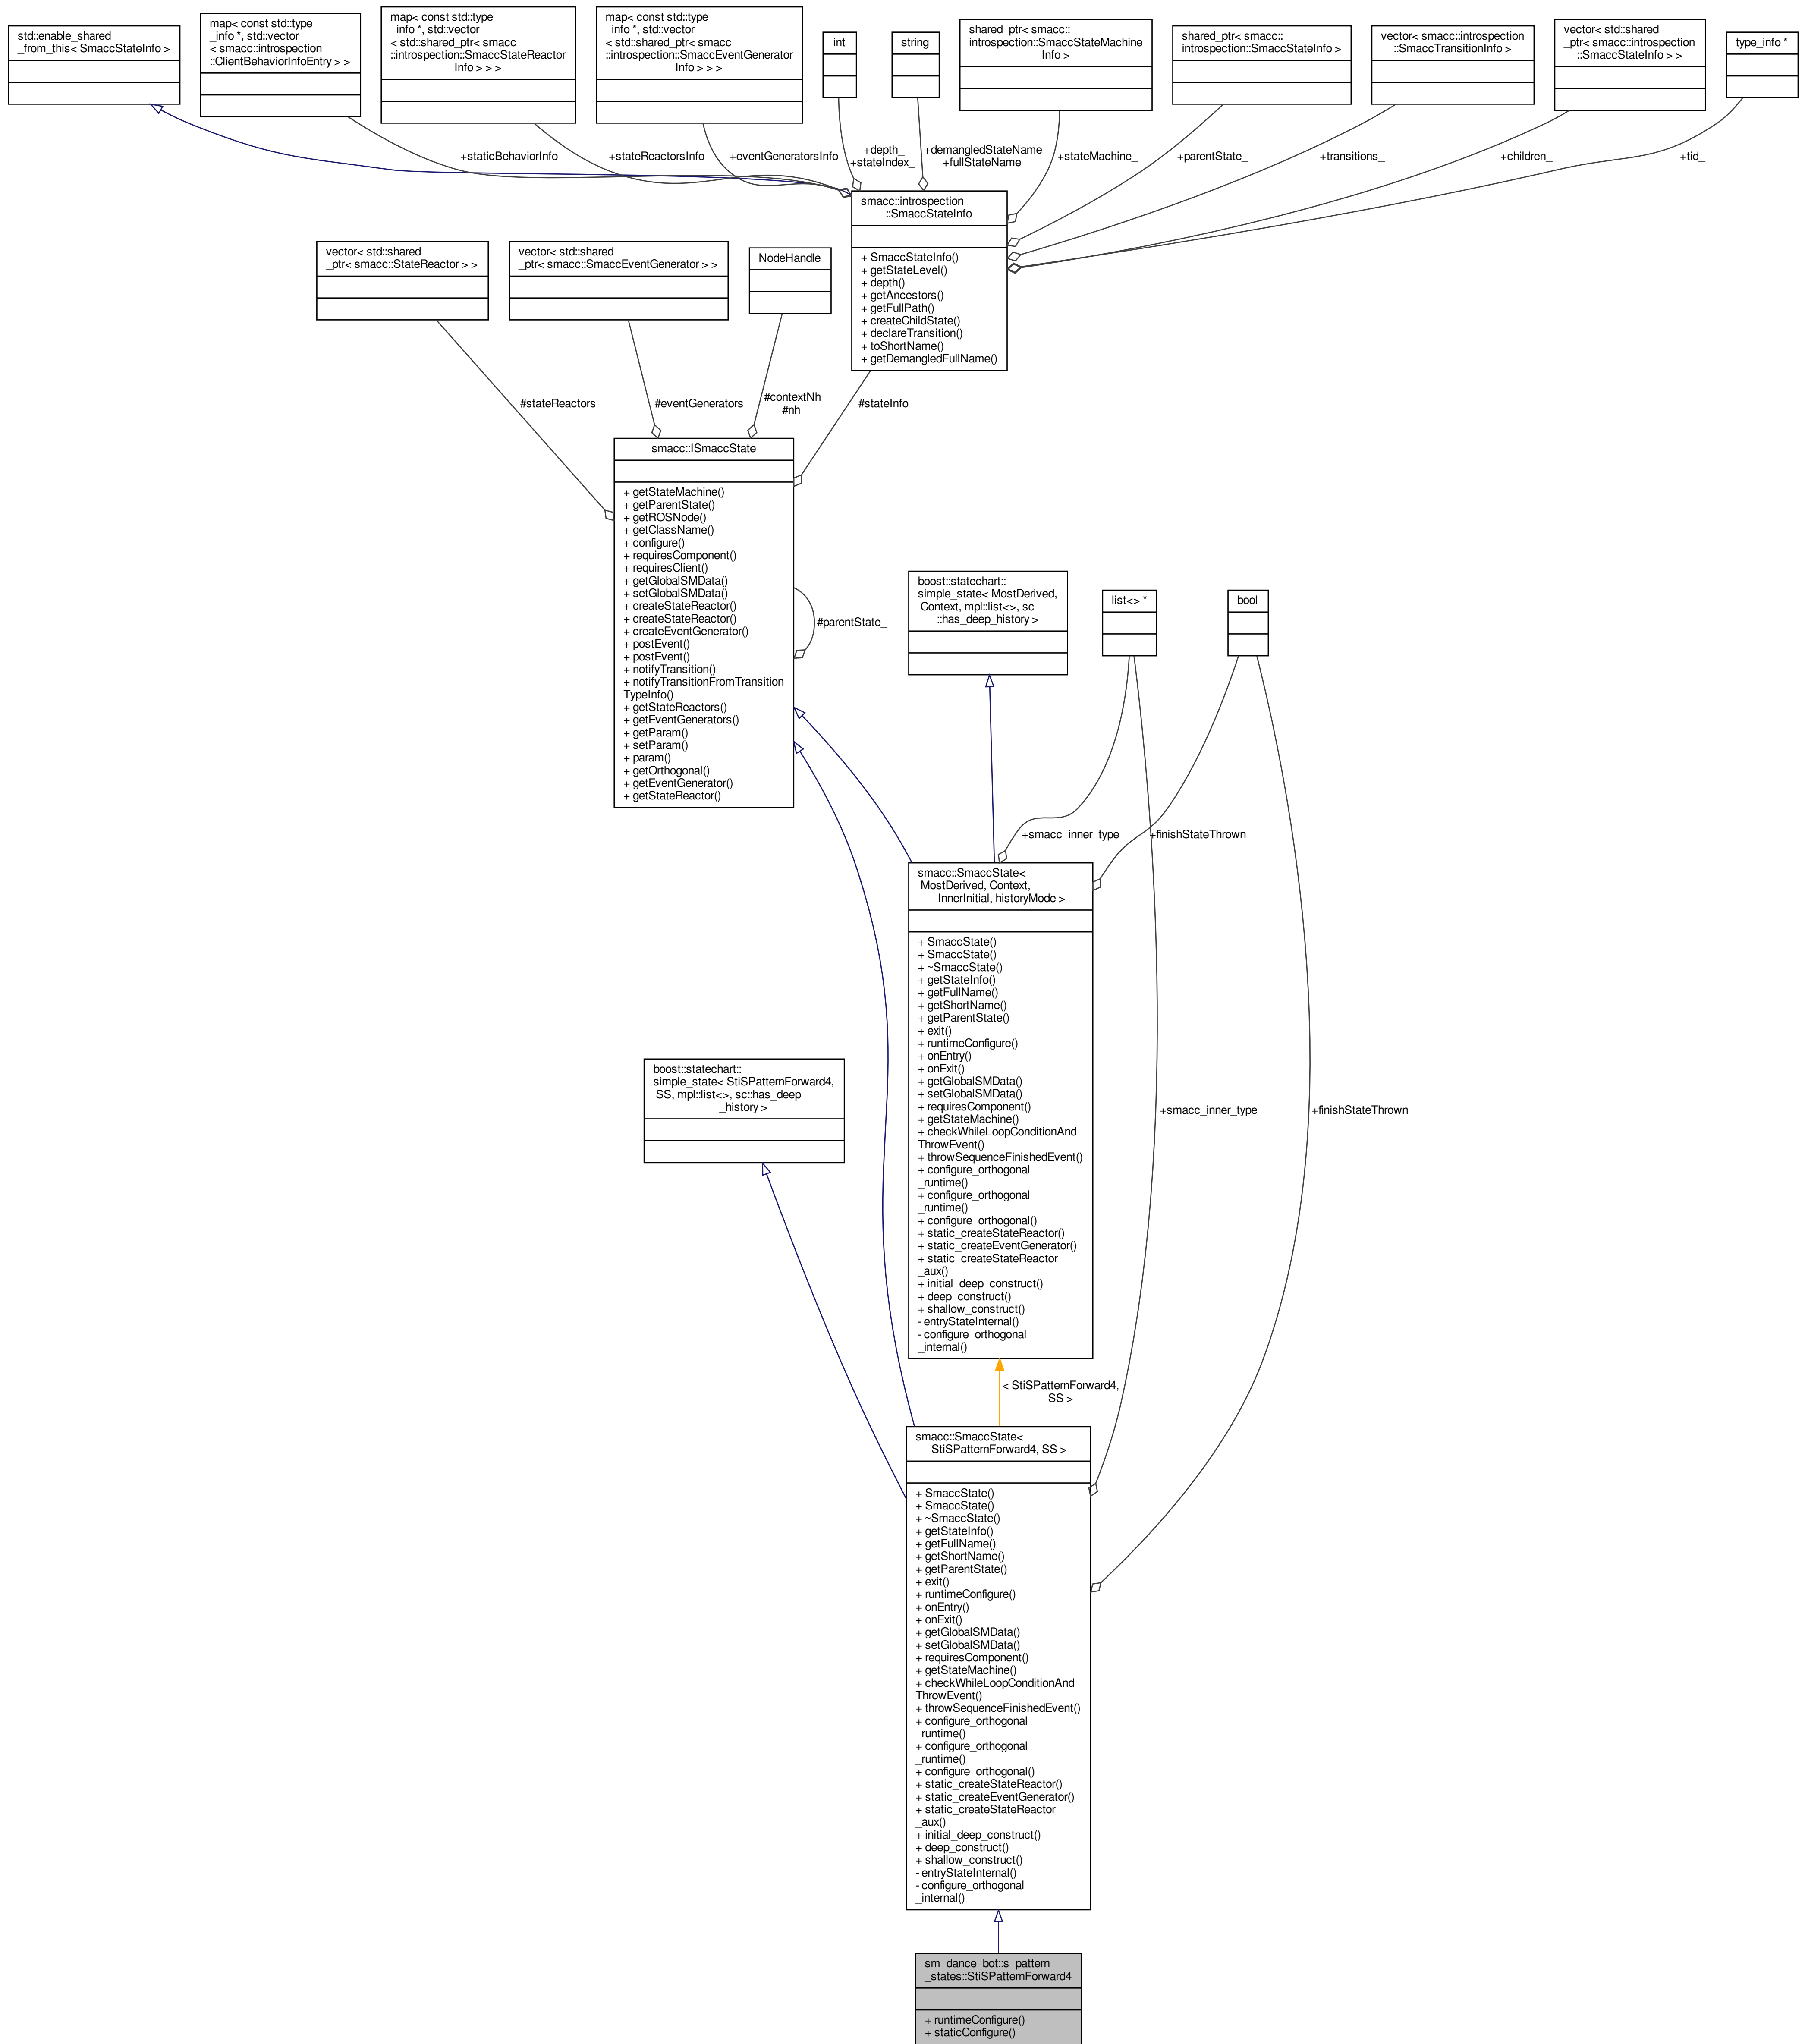 std::enable_shared
_from_this< SmaccStateInfo >
map< const std::type
_info *, std::vector
< smacc::introspection
::ClientBehaviorInfoEntry > >
map< const std::type
_info *, std::vector
< std::shared_ptr< smacc
::introspection::SmaccStateReactor
Info > > >
map< const std::type
_info *, std::vector
< std::shared_ptr< smacc
::introspection::SmaccEventGenerator
Info > > >
int
string
shared_ptr< smacc::
introspection::SmaccStateMachine
Info >
shared_ptr< smacc::
introspection::SmaccStateInfo >
vector< smacc::introspection
::SmaccTransitionInfo >
vector< std::shared
_ptr< smacc::introspection
::SmaccStateInfo > >
type_info *
+staticBehaviorInfo
+stateReactorsInfo
+eventGeneratorsInfo
+depth_
+stateIndex_
+demangledStateName
+fullStateName
+stateMachine_
+parentState_
+transitions_
+children_
+tid_
smacc::introspection
::SmaccStateInfo
+ SmaccStateInfo()
+ getStateLevel()
+ depth()
+ getAncestors()
+ getFullPath()
+ createChildState()
+ declareTransition()
+ toShortName()
+ getDemangledFullName()
vector< std::shared
_ptr< smacc::StateReactor > >
vector< std::shared
_ptr< smacc::SmaccEventGenerator > >
NodeHandle
#stateReactors_
#eventGenerators_
#contextNh
#nh
#stateInfo_
smacc::ISmaccState
+ getStateMachine()
+ getParentState()
+ getROSNode()
+ getClassName()
+ configure()
+ requiresComponent()
+ requiresClient()
+ getGlobalSMData()
+ setGlobalSMData()
+ createStateReactor()
+ createStateReactor()
+ createEventGenerator()
+ postEvent()
+ postEvent()
+ notifyTransition()
+ notifyTransitionFromTransition
TypeInfo()
+ getStateReactors()
+ getEventGenerators()
+ getParam()
+ setParam()
+ param()
+ getOrthogonal()
+ getEventGenerator()
+ getStateReactor()
#parentState_
boost::statechart::
simple_state< MostDerived,
Context, mpl::list<>, sc
::has_deep_history >
list<> *
bool
+smacc_inner_type
+finishStateThrown
smacc::SmaccState<
MostDerived, Context,
InnerInitial, historyMode >
+ SmaccState()
+ SmaccState()
+ ~SmaccState()
+ getStateInfo()
+ getFullName()
+ getShortName()
+ getParentState()
+ exit()
+ runtimeConfigure()
+ onEntry()
+ onExit()
+ getGlobalSMData()
+ setGlobalSMData()
+ requiresComponent()
+ getStateMachine()
+ checkWhileLoopConditionAnd
ThrowEvent()
+ throwSequenceFinishedEvent()
+ configure_orthogonal
_runtime()
+ configure_orthogonal
_runtime()
+ configure_orthogonal()
+ static_createStateReactor()
+ static_createEventGenerator()
+ static_createStateReactor
_aux()
+ initial_deep_construct()
+ deep_construct()
+ shallow_construct()
- entryStateInternal()
- configure_orthogonal
_internal()
boost::statechart::
simple_state< StiSPatternForward4,
SS, mpl::list<>, sc::has_deep
_history >
+smacc_inner_type
+finishStateThrown
< StiSPatternForward4,
SS >
smacc::SmaccState<
StiSPatternForward4, SS >
+ SmaccState()
+ SmaccState()
+ ~SmaccState()
+ getStateInfo()
+ getFullName()
+ getShortName()
+ getParentState()
+ exit()
+ runtimeConfigure()
+ onEntry()
+ onExit()
+ getGlobalSMData()
+ setGlobalSMData()
+ requiresComponent()
+ getStateMachine()
+ checkWhileLoopConditionAnd
ThrowEvent()
+ throwSequenceFinishedEvent()
+ configure_orthogonal
_runtime()
+ configure_orthogonal
_runtime()
+ configure_orthogonal()
+ static_createStateReactor()
+ static_createEventGenerator()
+ static_createStateReactor
_aux()
+ initial_deep_construct()
+ deep_construct()
+ shallow_construct()
- entryStateInternal()
- configure_orthogonal
_internal()
sm_dance_bot::s_pattern
_states::StiSPatternForward4
+ runtimeConfigure()
+ staticConfigure()